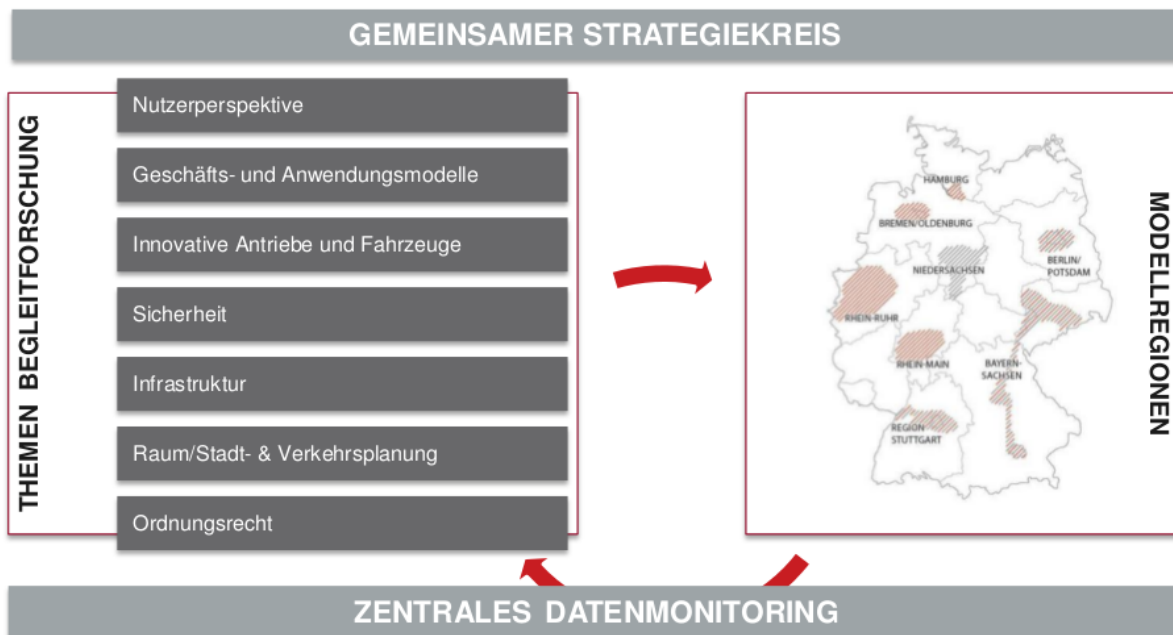 GEMEINSAMER STRATEGIEKREIS
THEMEN BEGLEITFORSCHUNG
Nutzerperspektive
Geschäfts- und Anwendungsmodelle
Innovative Antriebe und Fahrzeuge
Sicherheit
Infrastruktur
Raum/Stadt- & Verkehrsplanung
Ordnungsrecht
HAMBURG
BREMEN/OLDENBURG
NIEDERSACHSEN
BERLIN/
POTSDAM
RHEIN-RUHR
RHEIN-MAIN
BAYERN-
SACHSEN
REGION
STUTTGART
MODELLREGIONEN
ZENTRALES DATENMONITORING